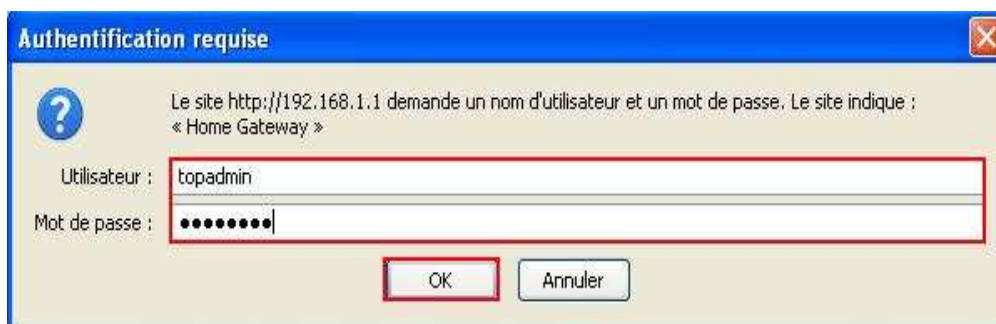 Authentification requise
Le site http://192.168.1.1 demande un nom d'utilisateur et un mot de passe. Le site indique :
« Home Gateway »
Utilisateur : topadmin
Mot de passe : ●●●●●●●●
OK Annuler